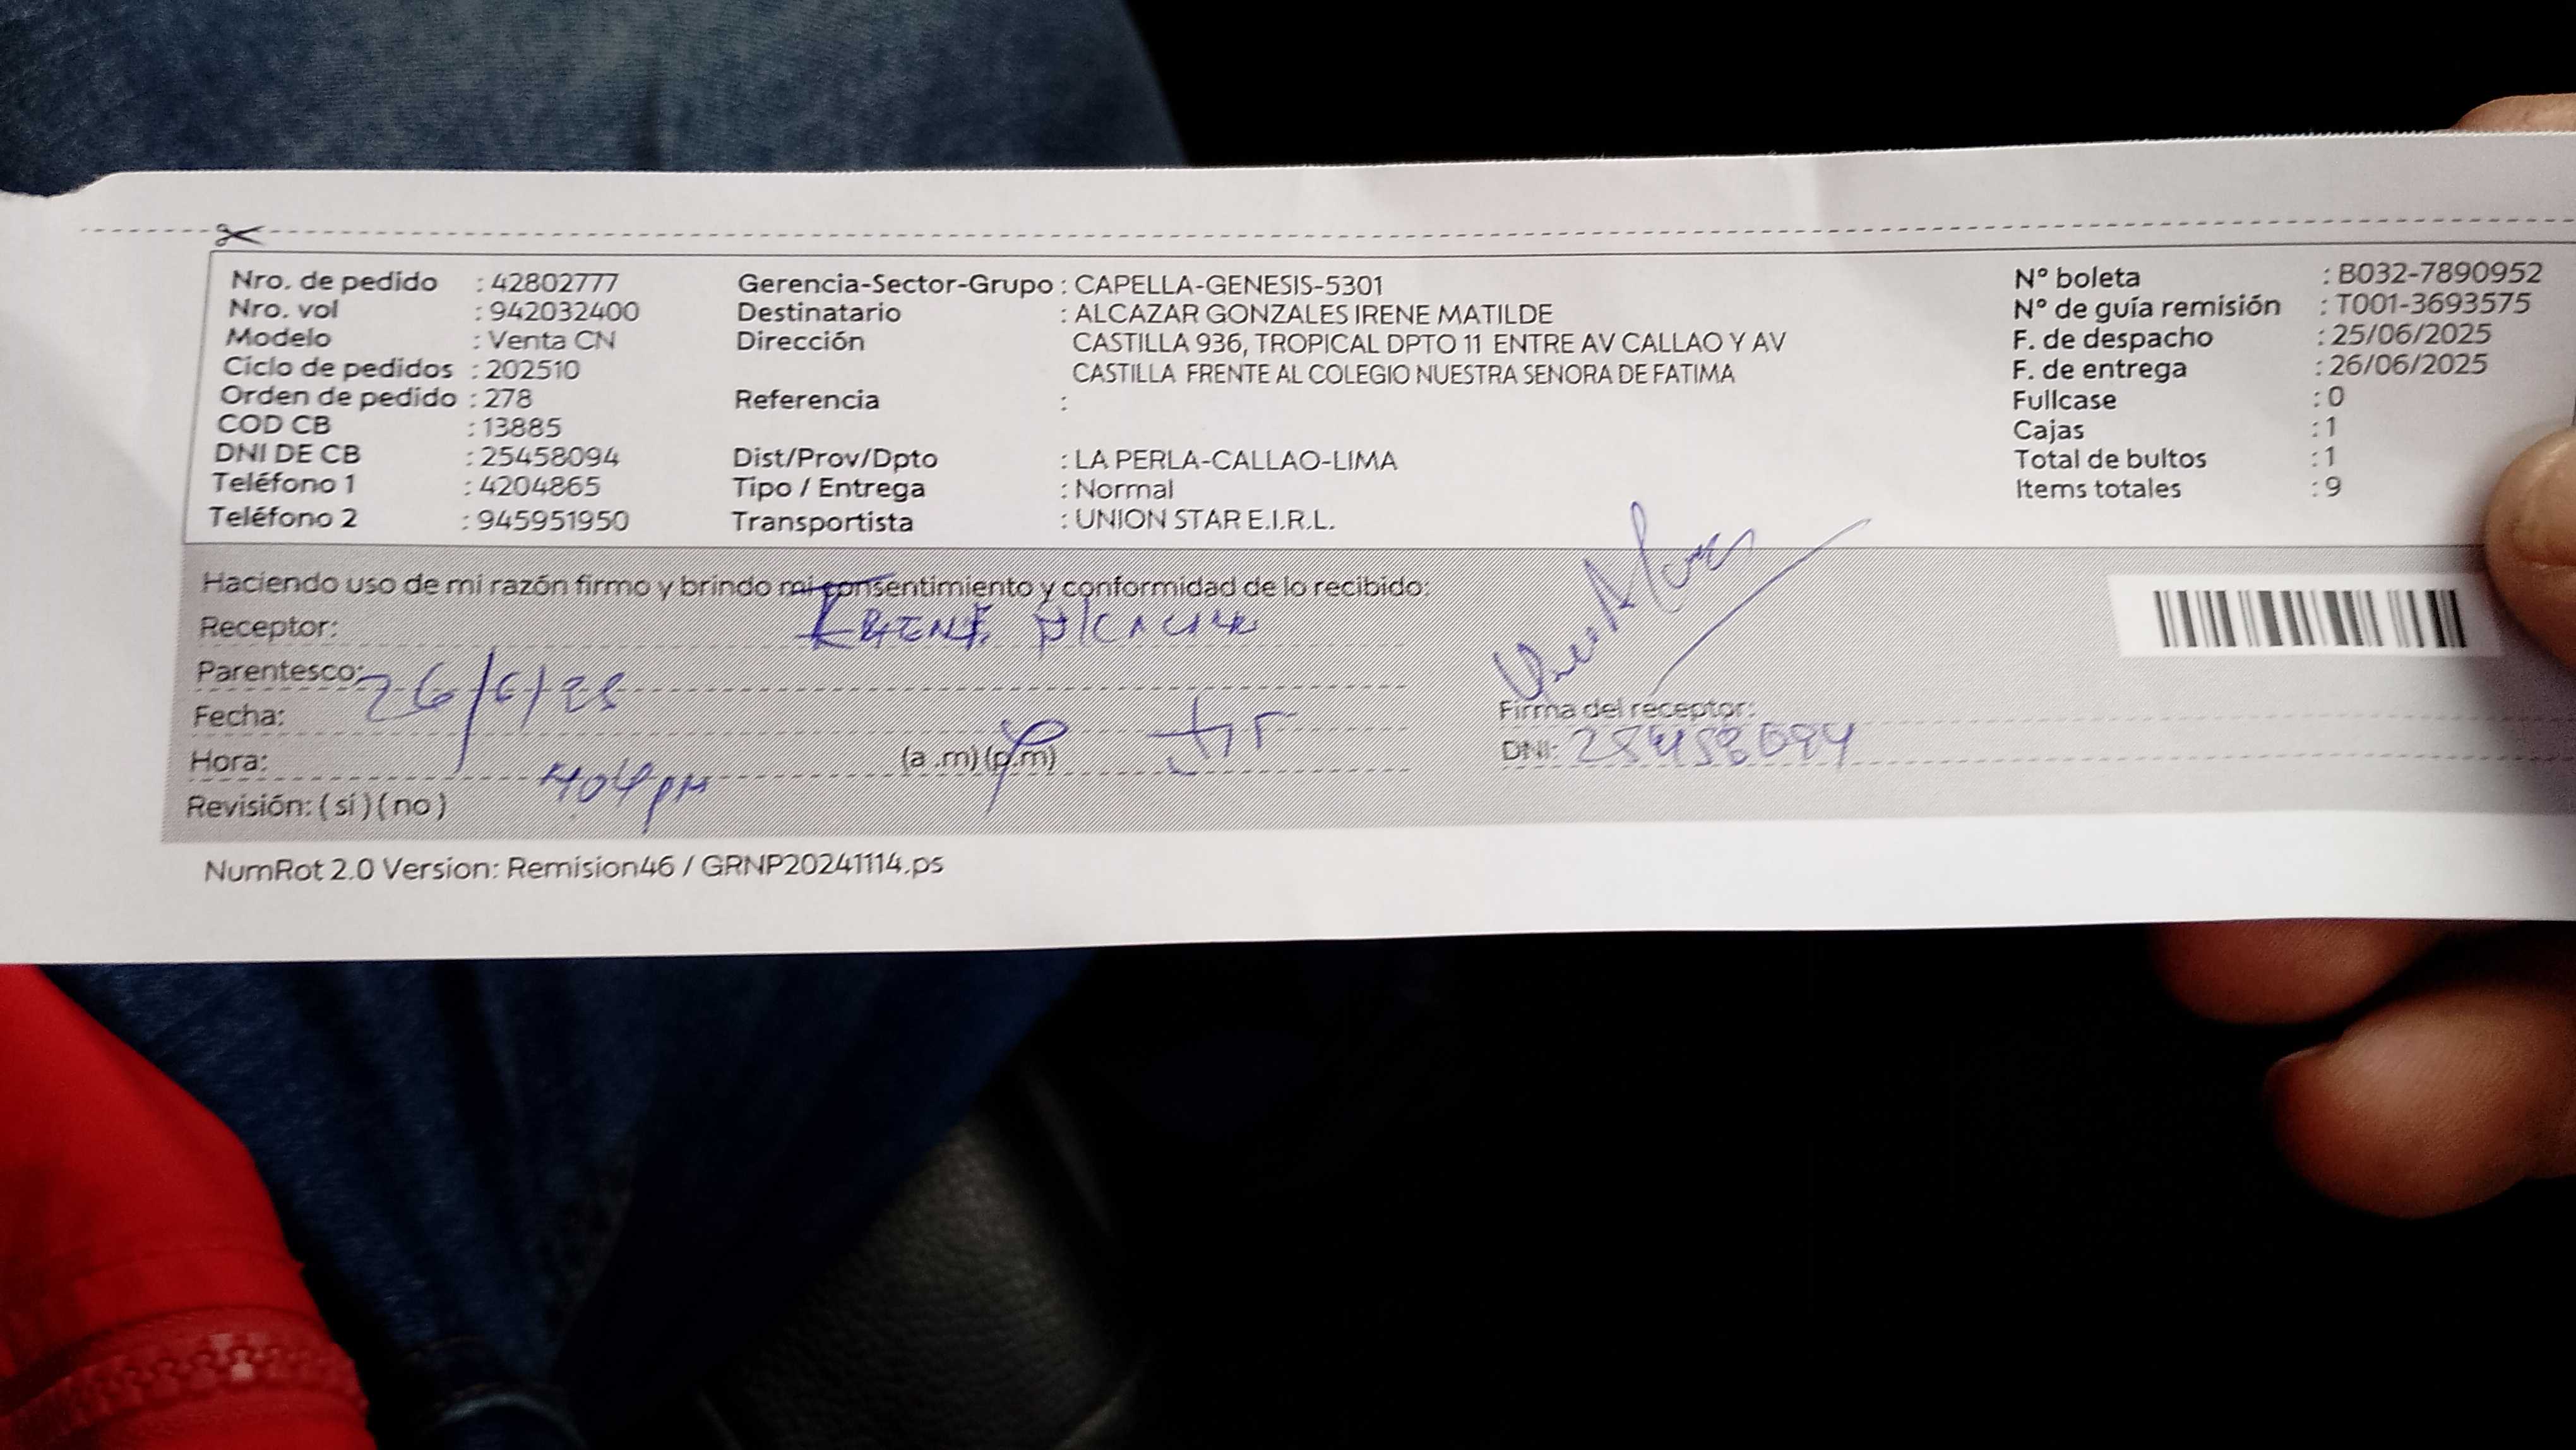 Nro. de pedido : 42802777
Nro. vol : 942032400
Modelo : Venta CN
Ciclo de pedidos : 202510
Orden de pedido : 278
COD CB : 13885
DNI DE CB : 25458094
Teléfono 1 : 4204865
Teléfono 2 : 945951950
Gerencia-Sector-Grupo : CAPELLA-GENESIS-5301
Destinatario : ALCAZAR GONZALES IRENE MATILDE
Dirección CASTILLA 936, TROPICAL DPTO 11 ENTRE AV CALLAO Y AV
CASTILLA FRENTE AL COLEGIO NUESTRA SENORA DE FATIMA
Referencia :
Dist/Prov/Dpto : LA PERLA-CALLAO-LIMA
Tipo / Entrega : Normal
Transportista : UNION STAR E.I.R.L.
Nº boleta : B032-7890952
Nº de guía remisión : T001-3693575
F. de despacho : 25/06/2025
F. de entrega : 26/06/2025
Fullcase : 0
Cajas : 1
Total de bultos : 1
Items totales : 9
Haciendo uso de mi razón firmo y brindo mi consentimiento y conformidad de lo recibido:
Receptor: IRENE Alcazar
Parentesco:
Fecha: 26/6/25
Hora: (a .m) (p.m)
Revisión: ( sí ) ( no ) 404 pm
Firma del receptor:
DNI: 25458094
NumRot 2.0 Version: Remision46 / GRNP20241114.ps